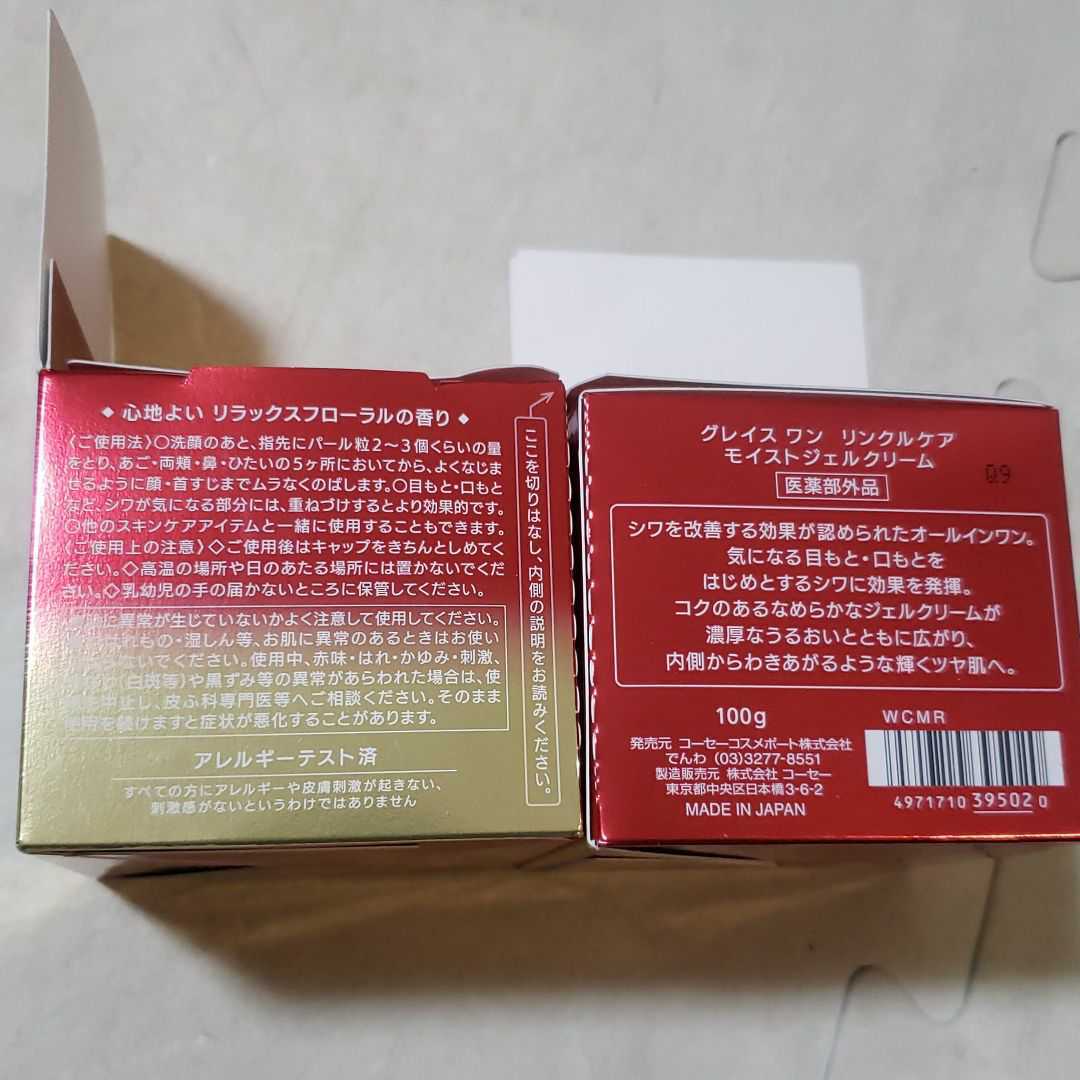 ◆ 心地よい リラックスフローラルの香り ◆
〈ご使用法〉○洗顔のあと、指先にパール粒2〜3個くらいの量
をとり、あご・両頬・鼻・ひたいの5ヶ所においてから、よくなじま
せるように顔・首すじまでムラなくのばします。○目もと・口もと
など、シワが気になる部分には、重ねづけするとより効果的です。
○他のスキンケアアイテムと一緒に使用することもできます。
〈ご使用上の注意〉◇ご使用後はキャップをきちんとしめてく
ださい。◇高温の場所や日のあたる場所には置かないでくだ
さい。◇乳幼児の手の届かないところに保管してください。
に異常が生じていないかよく注意して使用してください。
もの・湿しん等、お肌に異常のあるときはお使い
ないでください。使用中、赤味・はれ・かゆみ・刺激、
(白斑等)や黒ずみ等の異常があらわれた場合は、使
中止し、皮ふ科専門医等へご相談ください。そのまま
使用を続けますと症状が悪化することがあります。
アレルギーテスト済
すべての方にアレルギーや皮膚刺激が起きない、
刺激感がないというわけではありません
ここを切りはなし、内側の説明をお読みください。
グレイス ワン リンクルケア
モイストジェルクリーム
09
医薬部外品
シワを改善する効果が認められたオールインワン。
気になる目もと・口もとを
はじめとするシワに効果を発揮。
コクのあるなめらかなジェルクリームが
濃厚なうるおいとともに広がり、
内側からわきあがるような輝くツヤ肌へ。
100g
WCMR
発売元 コーセーコスメポート株式会社
でんわ (03)3277-8551
製造販売元 株式会社 コーセー
東京都中央区日本橋3-6-2
MADE IN JAPAN
4971710 39502 0